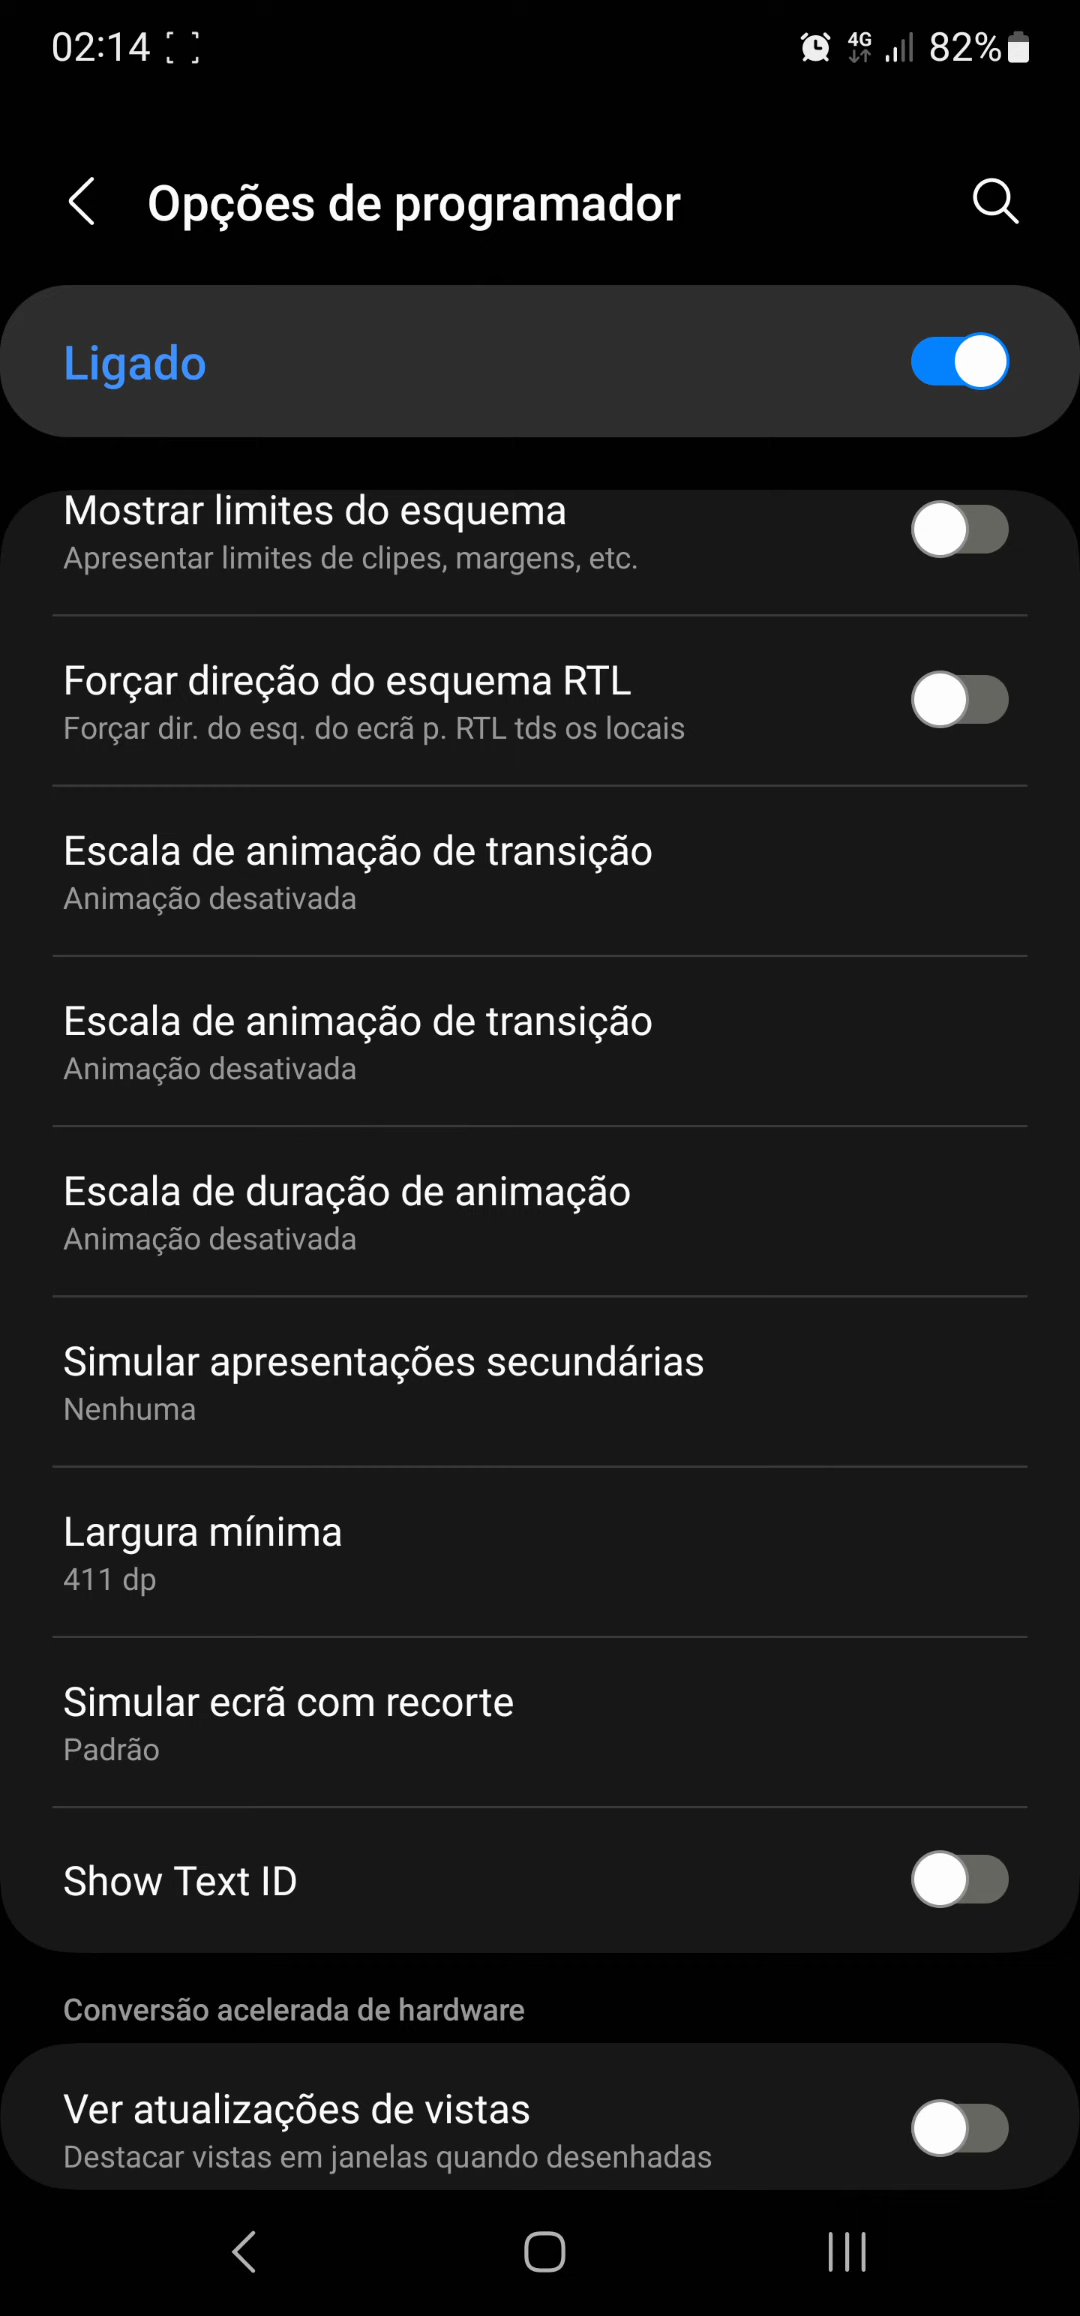 02:14
4G 82%
Opções de programador
Ligado
Mostrar limites do esquema
Apresentar limites de clipes, margens, etc.
Forçar direção do esquema RTL
Forçar dir. do esq. do ecrã p. RTL tds os locais
Escala de animação de transição
Animação desativada
Escala de animação de transição
Animação desativada
Escala de duração de animação
Animação desativada
Simular apresentações secundárias
Nenhuma
Largura mínima
411 dp
Simular ecrã com recorte
Padrão
Show Text ID
Conversão acelerada de hardware
Ver atualizações de vistas
Destacar vistas em janelas quando desenhadas